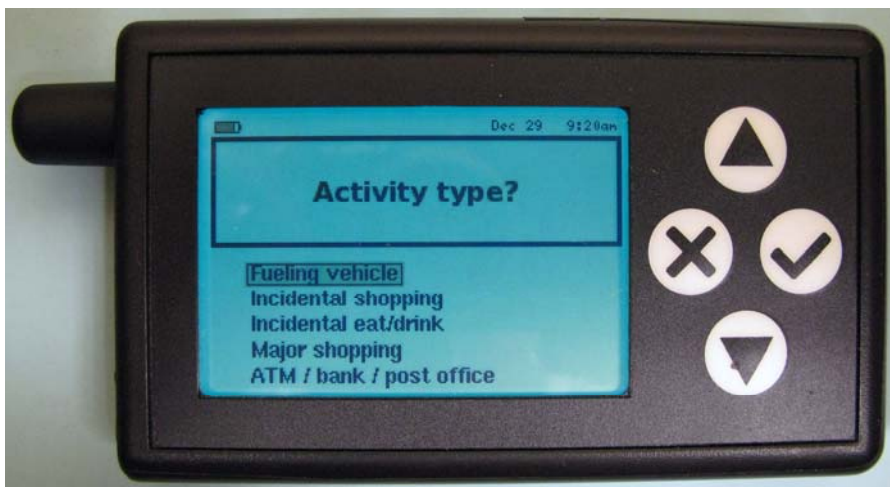 Dec 29 9:20am
Activity type?
Fueling vehicle
Incidental shopping
Incidental eat/drink
Major shopping
ATM / bank / post office